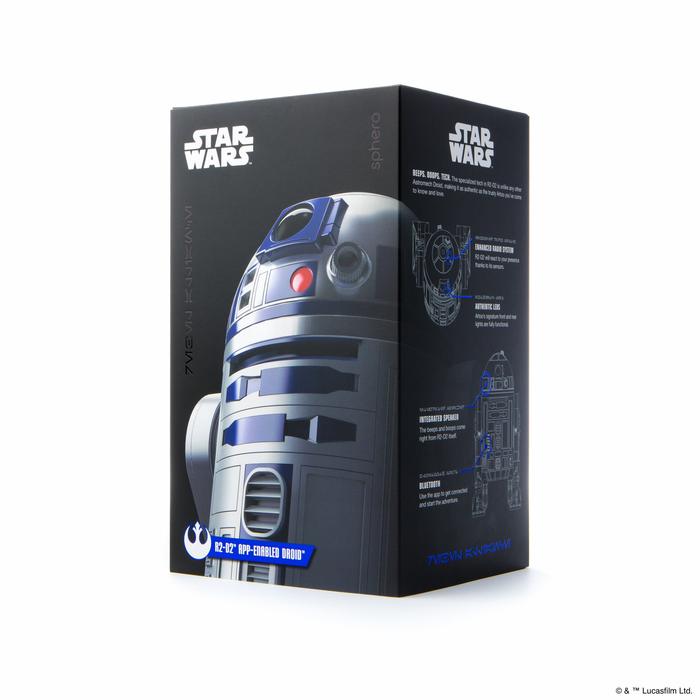 STAR
WARS
sphero
R2-D2™ APP-ENABLED DROID™
STAR
WARS
BEEPS. BOOPS. TECH. The specialized tech in R2-D2 is unlike any other
Astromech Droid, making it as authentic as the trusty Artoo you've come
to know and love.
ENHANCED RADIO SYSTEM
R2-D2 will react to your presence
thanks to its sensors.
AUTHENTIC LEDS
Artoo's signature front and rear
lights are fully functional.
INTEGRATED SPEAKER
The beeps and boops come
right from R2-D2 itself.
BLUETOOTH
Use the app to get connected
and start the adventure.
© & ™ Lucasfilm Ltd.